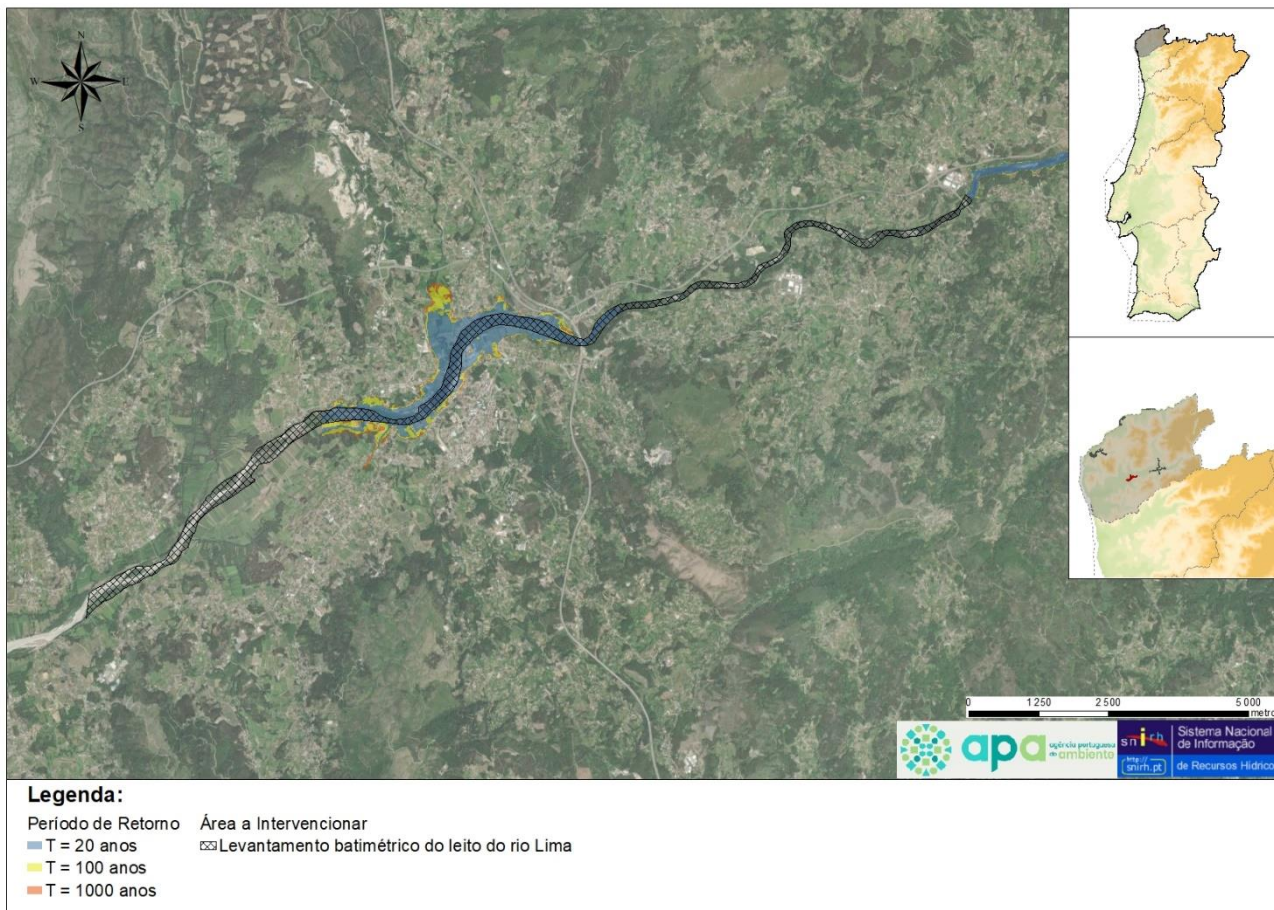 N
W
E
S
0 1 250 2 500 5 000
metro
apa agência portuguesa
do ambiente
snirh
http://
snirh.pt
Sistema Nacional
de Informação
de Recursos Hídrico
Legenda:
Período de Retorno Área a Intervencionar
T = 20 anos Levantamento batimétrico do leito do rio Lima
T = 100 anos
T = 1000 anos